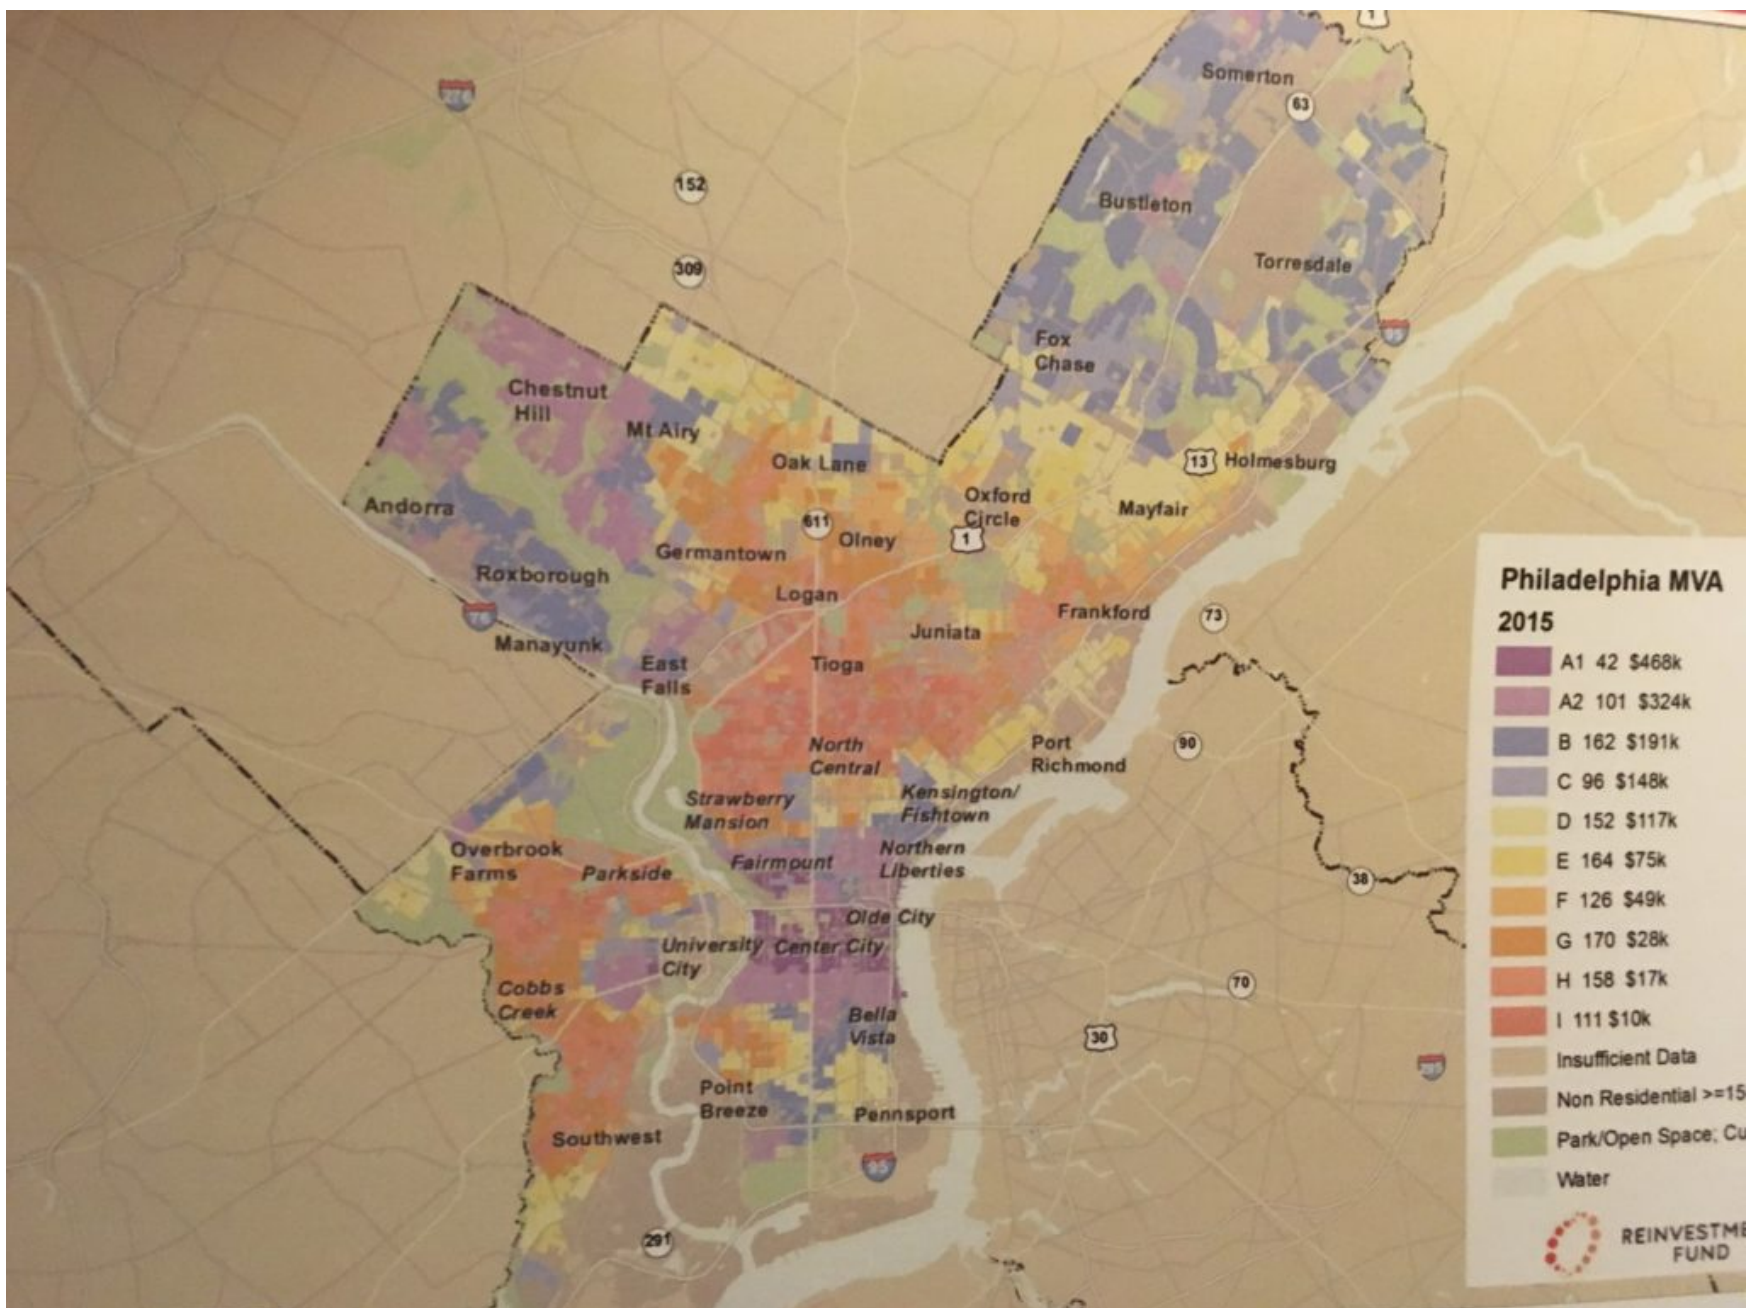 1
Somerton
63
276
152
Bustleton
309
Torresdale
95
Fox
Chase
Chestnut
Hill
Mt Airy
Oak Lane
13
Holmesburg
Andorra
Oxford
Circle
Mayfair
611
1
Olney
Germantown
Roxborough
Logan
76
Frankford
73
Juniata
Manayunk
East
Falls
Tioga
North
Central
Port
Richmond
90
Strawberry
Mansion
Kensington/
Fishtown
Overbrook
Farms
Parkside
Fairmount
Northern
Liberties
38
Olde City
University
City
Center City
70
Cobbs
Creek
Bella
Vista
30
Point
Breeze
Pennsport
Southwest
95
291
Philadelphia MVA
2015
A1 42 $468k
A2 101 $324k
B 162 $191k
C 96 $148k
D 152 $117k
E 164 $75k
F 126 $49k
G 170 $28k
H 158 $17k
I 111 $10k
Insufficient Data
Non Residential >=15
Park/Open Space; Cu
Water
REINVESTME
FUND